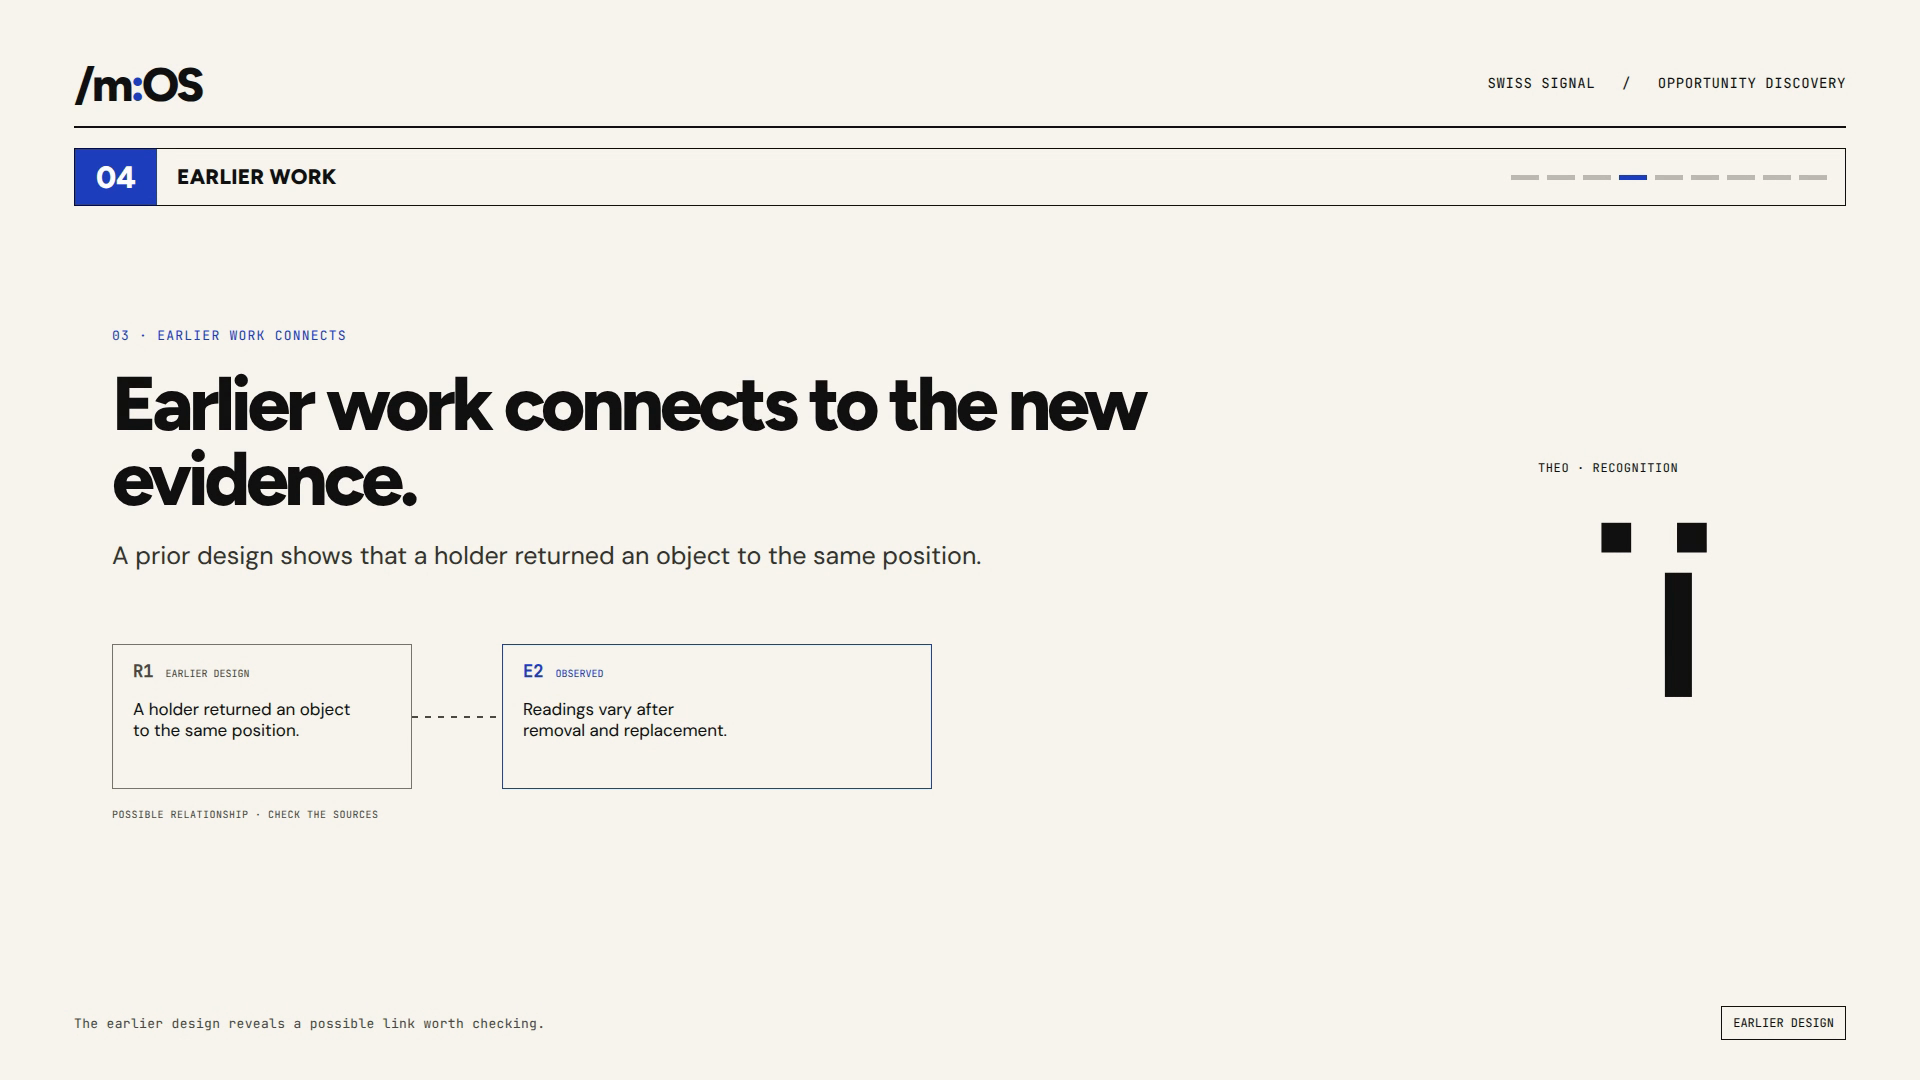 /m:OS
SWISS SIGNAL / OPPORTUNITY DISCOVERY
04 EARLIER WORK
03 · EARLIER WORK CONNECTS
Earlier work connects to the new
evidence.
A prior design shows that a holder returned an object to the same position.
THEO · RECOGNITION
R1 EARLIER DESIGN
A holder returned an object
to the same position.
E2 OBSERVED
Readings vary after
removal and replacement.
POSSIBLE RELATIONSHIP · CHECK THE SOURCES
The earlier design reveals a possible link worth checking.
EARLIER DESIGN